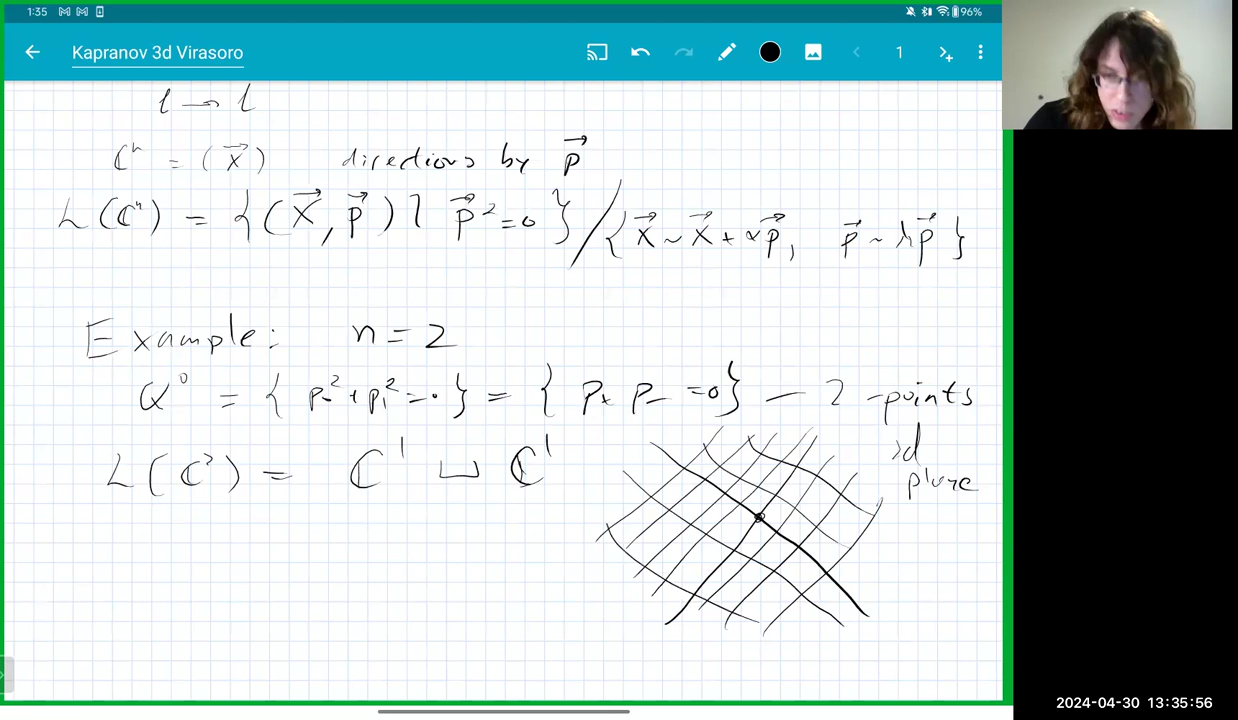 1:35
96%
Kapranov 3d Virasoro
1
l → l
ℂⁿ = (x⃗) directions by p⃗
L(ℂⁿ) = {(x⃗, p⃗) | p⃗² = 0} / {x⃗ ~ x⃗ + αp⃗, p⃗ ~ λp⃗}
Example: n = 2
Q⁰ = {p₀² + p₁² = 0} = {p₊ p₋ = 0} — 2 -points
L(ℂ²) = ℂ¹ ⊔ ℂ¹
2d
plane
2024-04-30 13:35:56